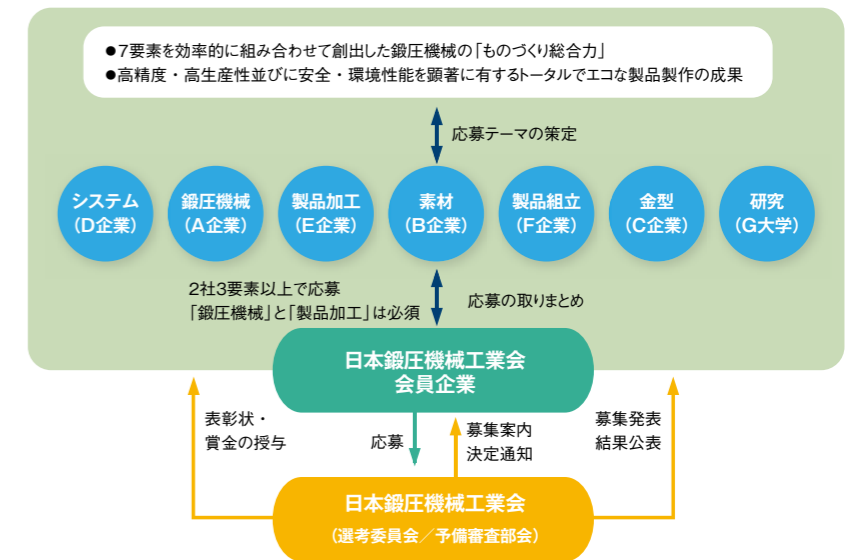 ●7要素を効率的に組み合わせて創出した鍛圧機械の「ものづくり総合力」
●高精度・高生産性並びに安全・環境性能を顕著に有するトータルでエコな製品製作の成果
応募テーマの策定
システム
（D企業）
鍛圧機械
（A企業）
製品加工
（E企業）
素材
（B企業）
製品組立
（F企業）
金型
（C企業）
研究
（G大学）
2社3要素以上で応募
「鍛圧機械」と「製品加工」は必須
応募の取りまとめ
日本鍛圧機械工業会
会員企業
表彰状・
賞金の授与
応募
募集案内
決定通知
募集発表
結果公表
日本鍛圧機械工業会
（選考委員会／予備審査部会）